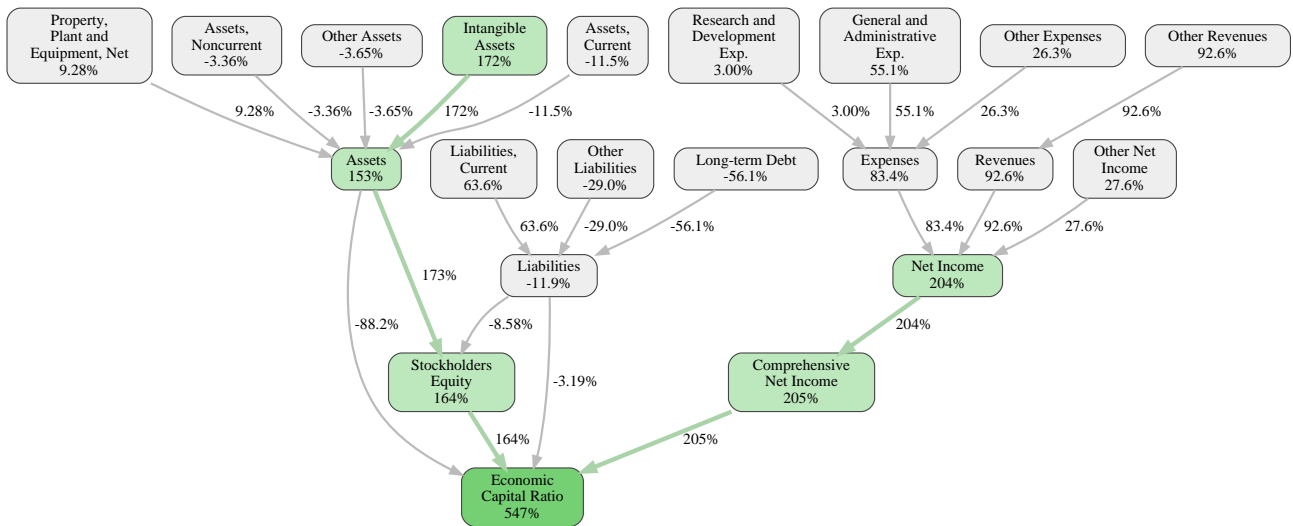 Property,
Plant and
Equipment, Net
9.28%
Assets,
Noncurrent
-3.36%
Other Assets
-3.65%
Intangible
Assets
172%
Assets,
Current
-11.5%
Research and
Development
Exp.
3.00%
General and
Administrative
Exp.
55.1%
Other Expenses
26.3%
Other Revenues
92.6%
9.28%
-3.36%
-3.65%
172%
-11.5%
3.00%
55.1%
26.3%
92.6%
Assets
153%
Liabilities,
Current
63.6%
Other
Liabilities
-29.0%
Long-term Debt
-56.1%
Expenses
83.4%
Revenues
92.6%
Other Net
Income
27.6%
63.6%
-29.0%
-56.1%
83.4%
92.6%
27.6%
173%
Liabilities
-11.9%
Net Income
204%
-88.2%
-8.58%
204%
Stockholders
Equity
164%
-3.19%
Comprehensive
Net Income
205%
164%
205%
Economic
Capital Ratio
547%